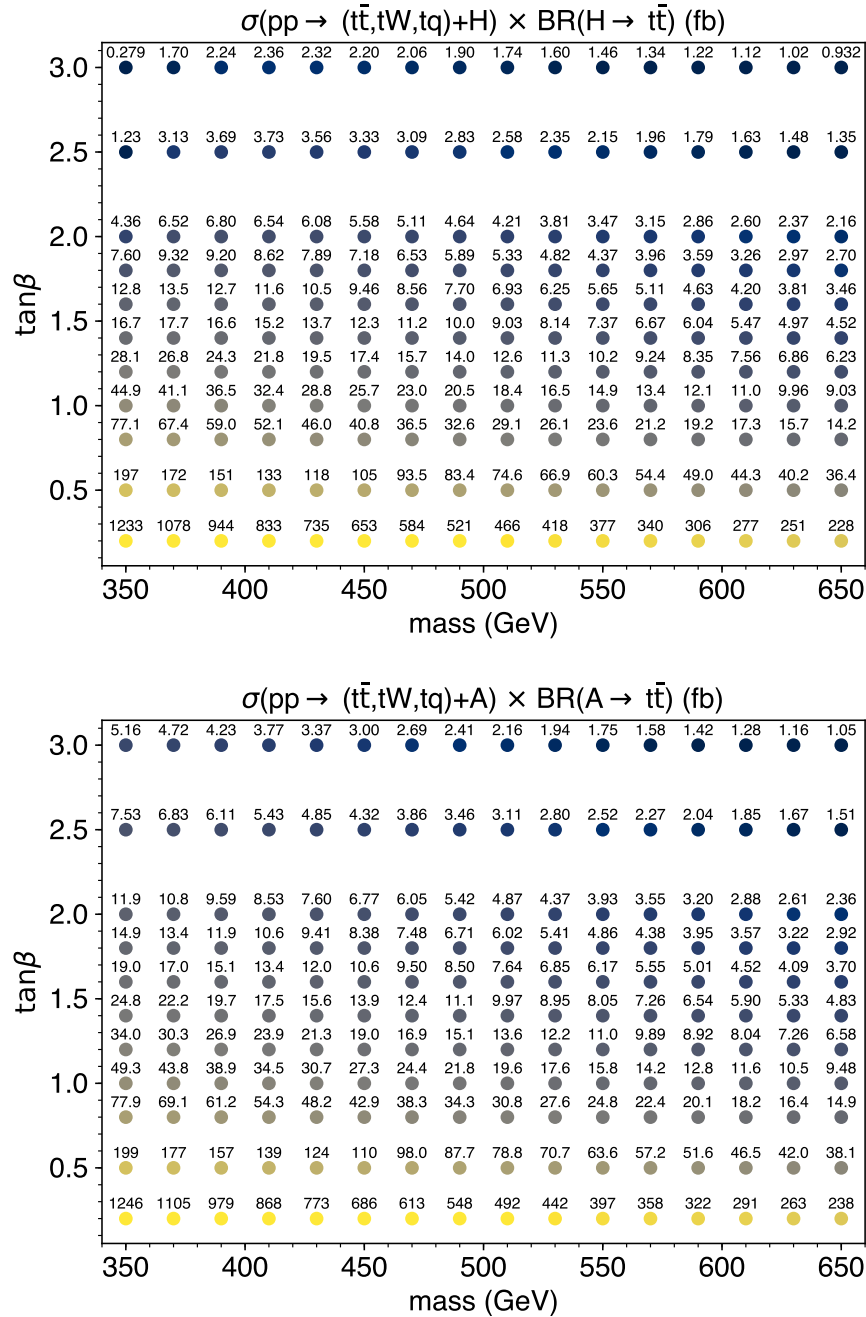 σ(pp → (tt̄,tW,tq)+H) × BR(H → tt̄) (fb)
0.279 1.70 2.24 2.36 2.32 2.20 2.06 1.90 1.74 1.60 1.46 1.34 1.22 1.12 1.02 0.932
3.0
1.23 3.13 3.69 3.73 3.56 3.33 3.09 2.83 2.58 2.35 2.15 1.96 1.79 1.63 1.48 1.35
2.5
4.36 6.52 6.80 6.54 6.08 5.58 5.11 4.64 4.21 3.81 3.47 3.15 2.86 2.60 2.37 2.16
2.0
7.60 9.32 9.20 8.62 7.89 7.18 6.53 5.89 5.33 4.82 4.37 3.96 3.59 3.26 2.97 2.70
12.8 13.5 12.7 11.6 10.5 9.46 8.56 7.70 6.93 6.25 5.65 5.11 4.63 4.20 3.81 3.46
tanβ
16.7 17.7 16.6 15.2 13.7 12.3 11.2 10.0 9.03 8.14 7.37 6.67 6.04 5.47 4.97 4.52
1.5
28.1 26.8 24.3 21.8 19.5 17.4 15.7 14.0 12.6 11.3 10.2 9.24 8.35 7.56 6.86 6.23
44.9 41.1 36.5 32.4 28.8 25.7 23.0 20.5 18.4 16.5 14.9 13.4 12.1 11.0 9.96 9.03
1.0
77.1 67.4 59.0 52.1 46.0 40.8 36.5 32.6 29.1 26.1 23.6 21.2 19.2 17.3 15.7 14.2
197 172 151 133 118 105 93.5 83.4 74.6 66.9 60.3 54.4 49.0 44.3 40.2 36.4
0.5
1233 1078 944 833 735 653 584 521 466 418 377 340 306 277 251 228
350 400 450 500 550 600 650
mass (GeV)
σ(pp → (tt̄,tW,tq)+A) × BR(A → tt̄) (fb)
5.16 4.72 4.23 3.77 3.37 3.00 2.69 2.41 2.16 1.94 1.75 1.58 1.42 1.28 1.16 1.05
3.0
7.53 6.83 6.11 5.43 4.85 4.32 3.86 3.46 3.11 2.80 2.52 2.27 2.04 1.85 1.67 1.51
2.5
11.9 10.8 9.59 8.53 7.60 6.77 6.05 5.42 4.87 4.37 3.93 3.55 3.20 2.88 2.61 2.36
2.0
14.9 13.4 11.9 10.6 9.41 8.38 7.48 6.71 6.02 5.41 4.86 4.38 3.95 3.57 3.22 2.92
19.0 17.0 15.1 13.4 12.0 10.6 9.50 8.50 7.64 6.85 6.17 5.55 5.01 4.52 4.09 3.70
tanβ
24.8 22.2 19.7 17.5 15.6 13.9 12.4 11.1 9.97 8.95 8.05 7.26 6.54 5.90 5.33 4.83
1.5
34.0 30.3 26.9 23.9 21.3 19.0 16.9 15.1 13.6 12.2 11.0 9.89 8.92 8.04 7.26 6.58
49.3 43.8 38.9 34.5 30.7 27.3 24.4 21.8 19.6 17.6 15.8 14.2 12.8 11.6 10.5 9.48
1.0
77.9 69.1 61.2 54.3 48.2 42.9 38.3 34.3 30.8 27.6 24.8 22.4 20.1 18.2 16.4 14.9
199 177 157 139 124 110 98.0 87.7 78.8 70.7 63.6 57.2 51.6 46.5 42.0 38.1
0.5
1246 1105 979 868 773 686 613 548 492 442 397 358 322 291 263 238
350 400 450 500 550 600 650
mass (GeV)